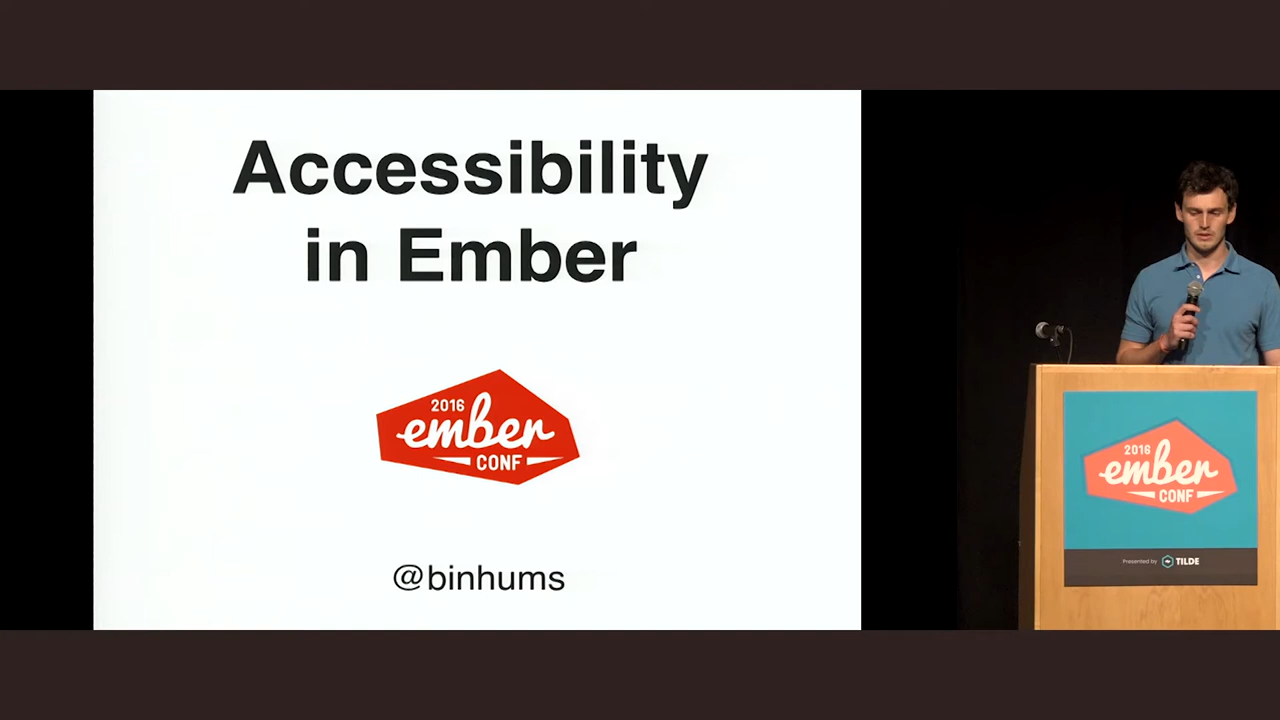 Accessibility
in Ember
2016
ember
CONF
@binhums
2016
ember
CONF
Presented by TILDE